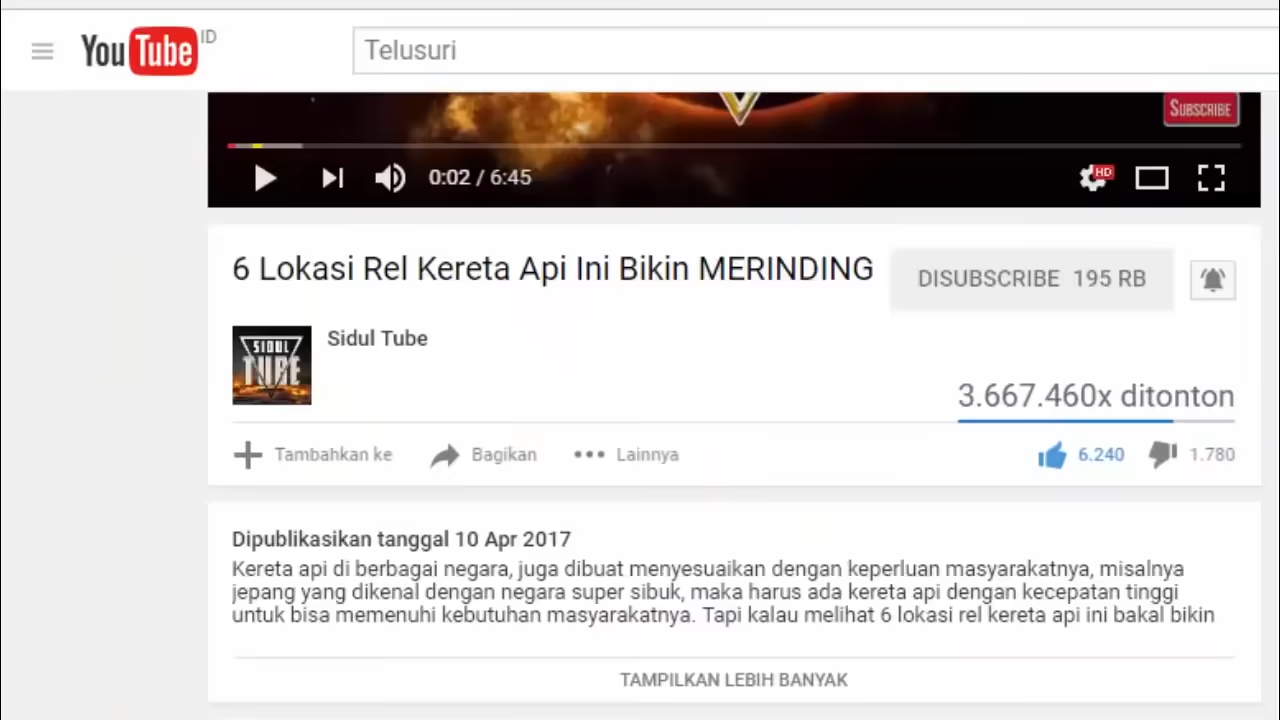 YouTube ID
Telusuri
SUBSCRIBE
0:02 / 6:45
HD
6 Lokasi Rel Kereta Api Ini Bikin MERINDING
DISUBSCRIBE 195 RB
SIDUL
TUBE
Sidul Tube
3.667.460x ditonton
Tambahkan ke
Bagikan
Lainnya
6.240
1.780
Dipublikasikan tanggal 10 Apr 2017
Kereta api di berbagai negara, juga dibuat menyesuaikan dengan keperluan masyarakatnya, misalnya
jepang yang dikenal dengan negara super sibuk, maka harus ada kereta api dengan kecepatan tinggi
untuk bisa memenuhi kebutuhan masyarakatnya. Tapi kalau melihat 6 lokasi rel kereta api ini bakal bikin
TAMPILKAN LEBIH BANYAK